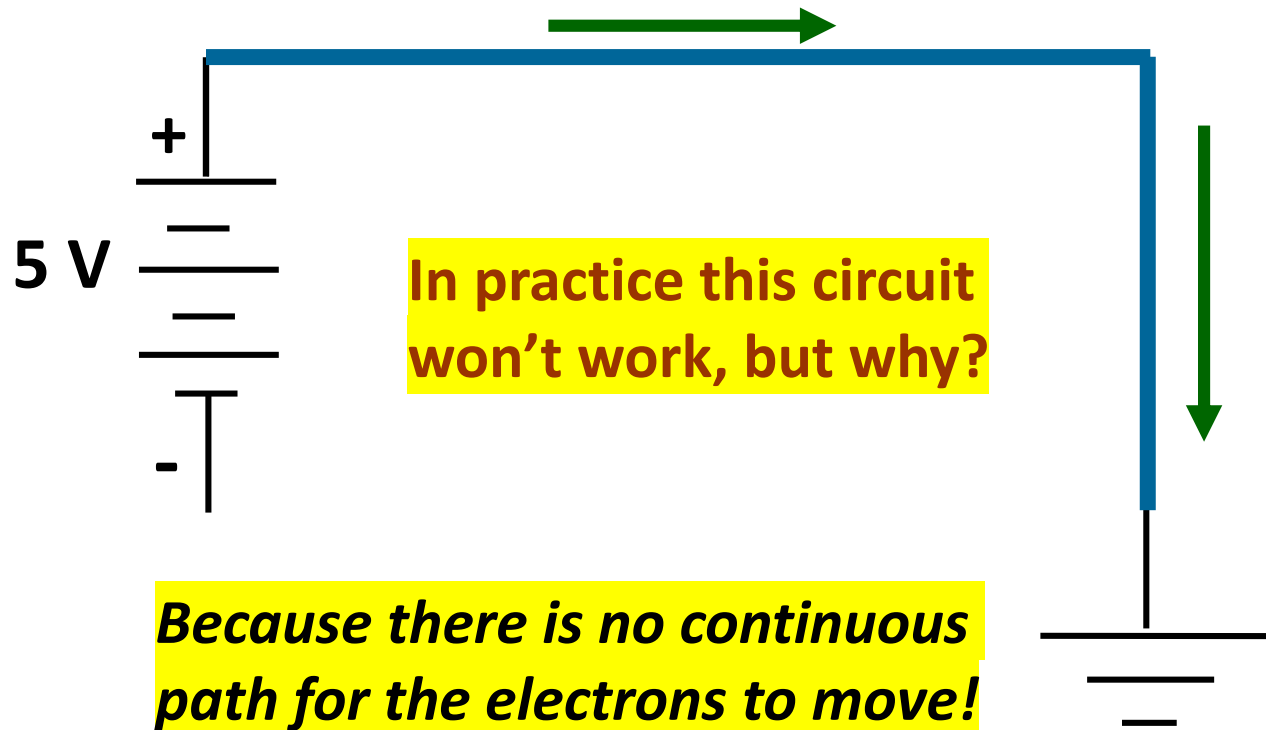 +
5 V
In practice this circuit
won’t work, but why?
-
Because there is no continuous
path for the electrons to move!